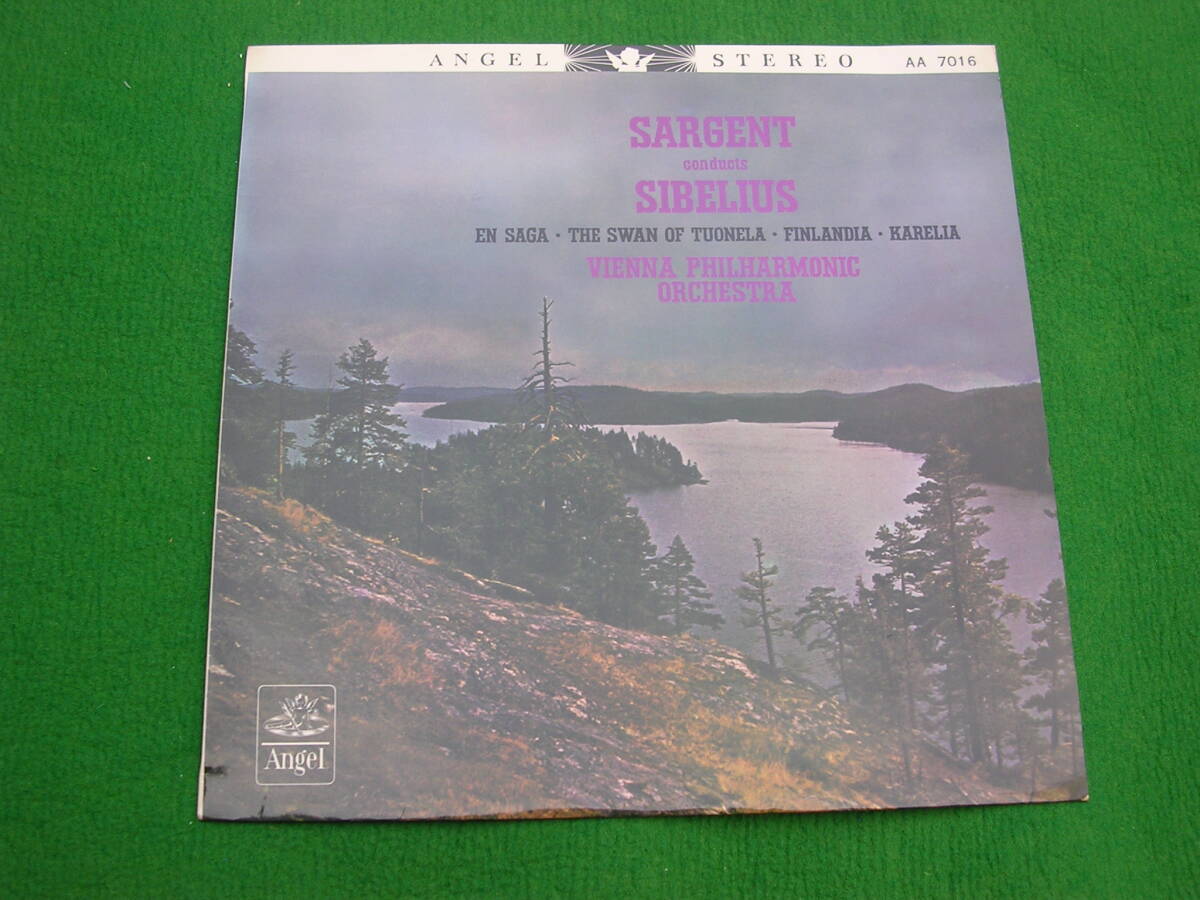 ANGEL STEREO AA 7016
SARGENT
conducts
SIBELIUS
EN SAGA · THE SWAN OF TUONELA · FINLANDIA · KARELIA
VIENNA PHILHARMONIC
ORCHESTRA
Angel